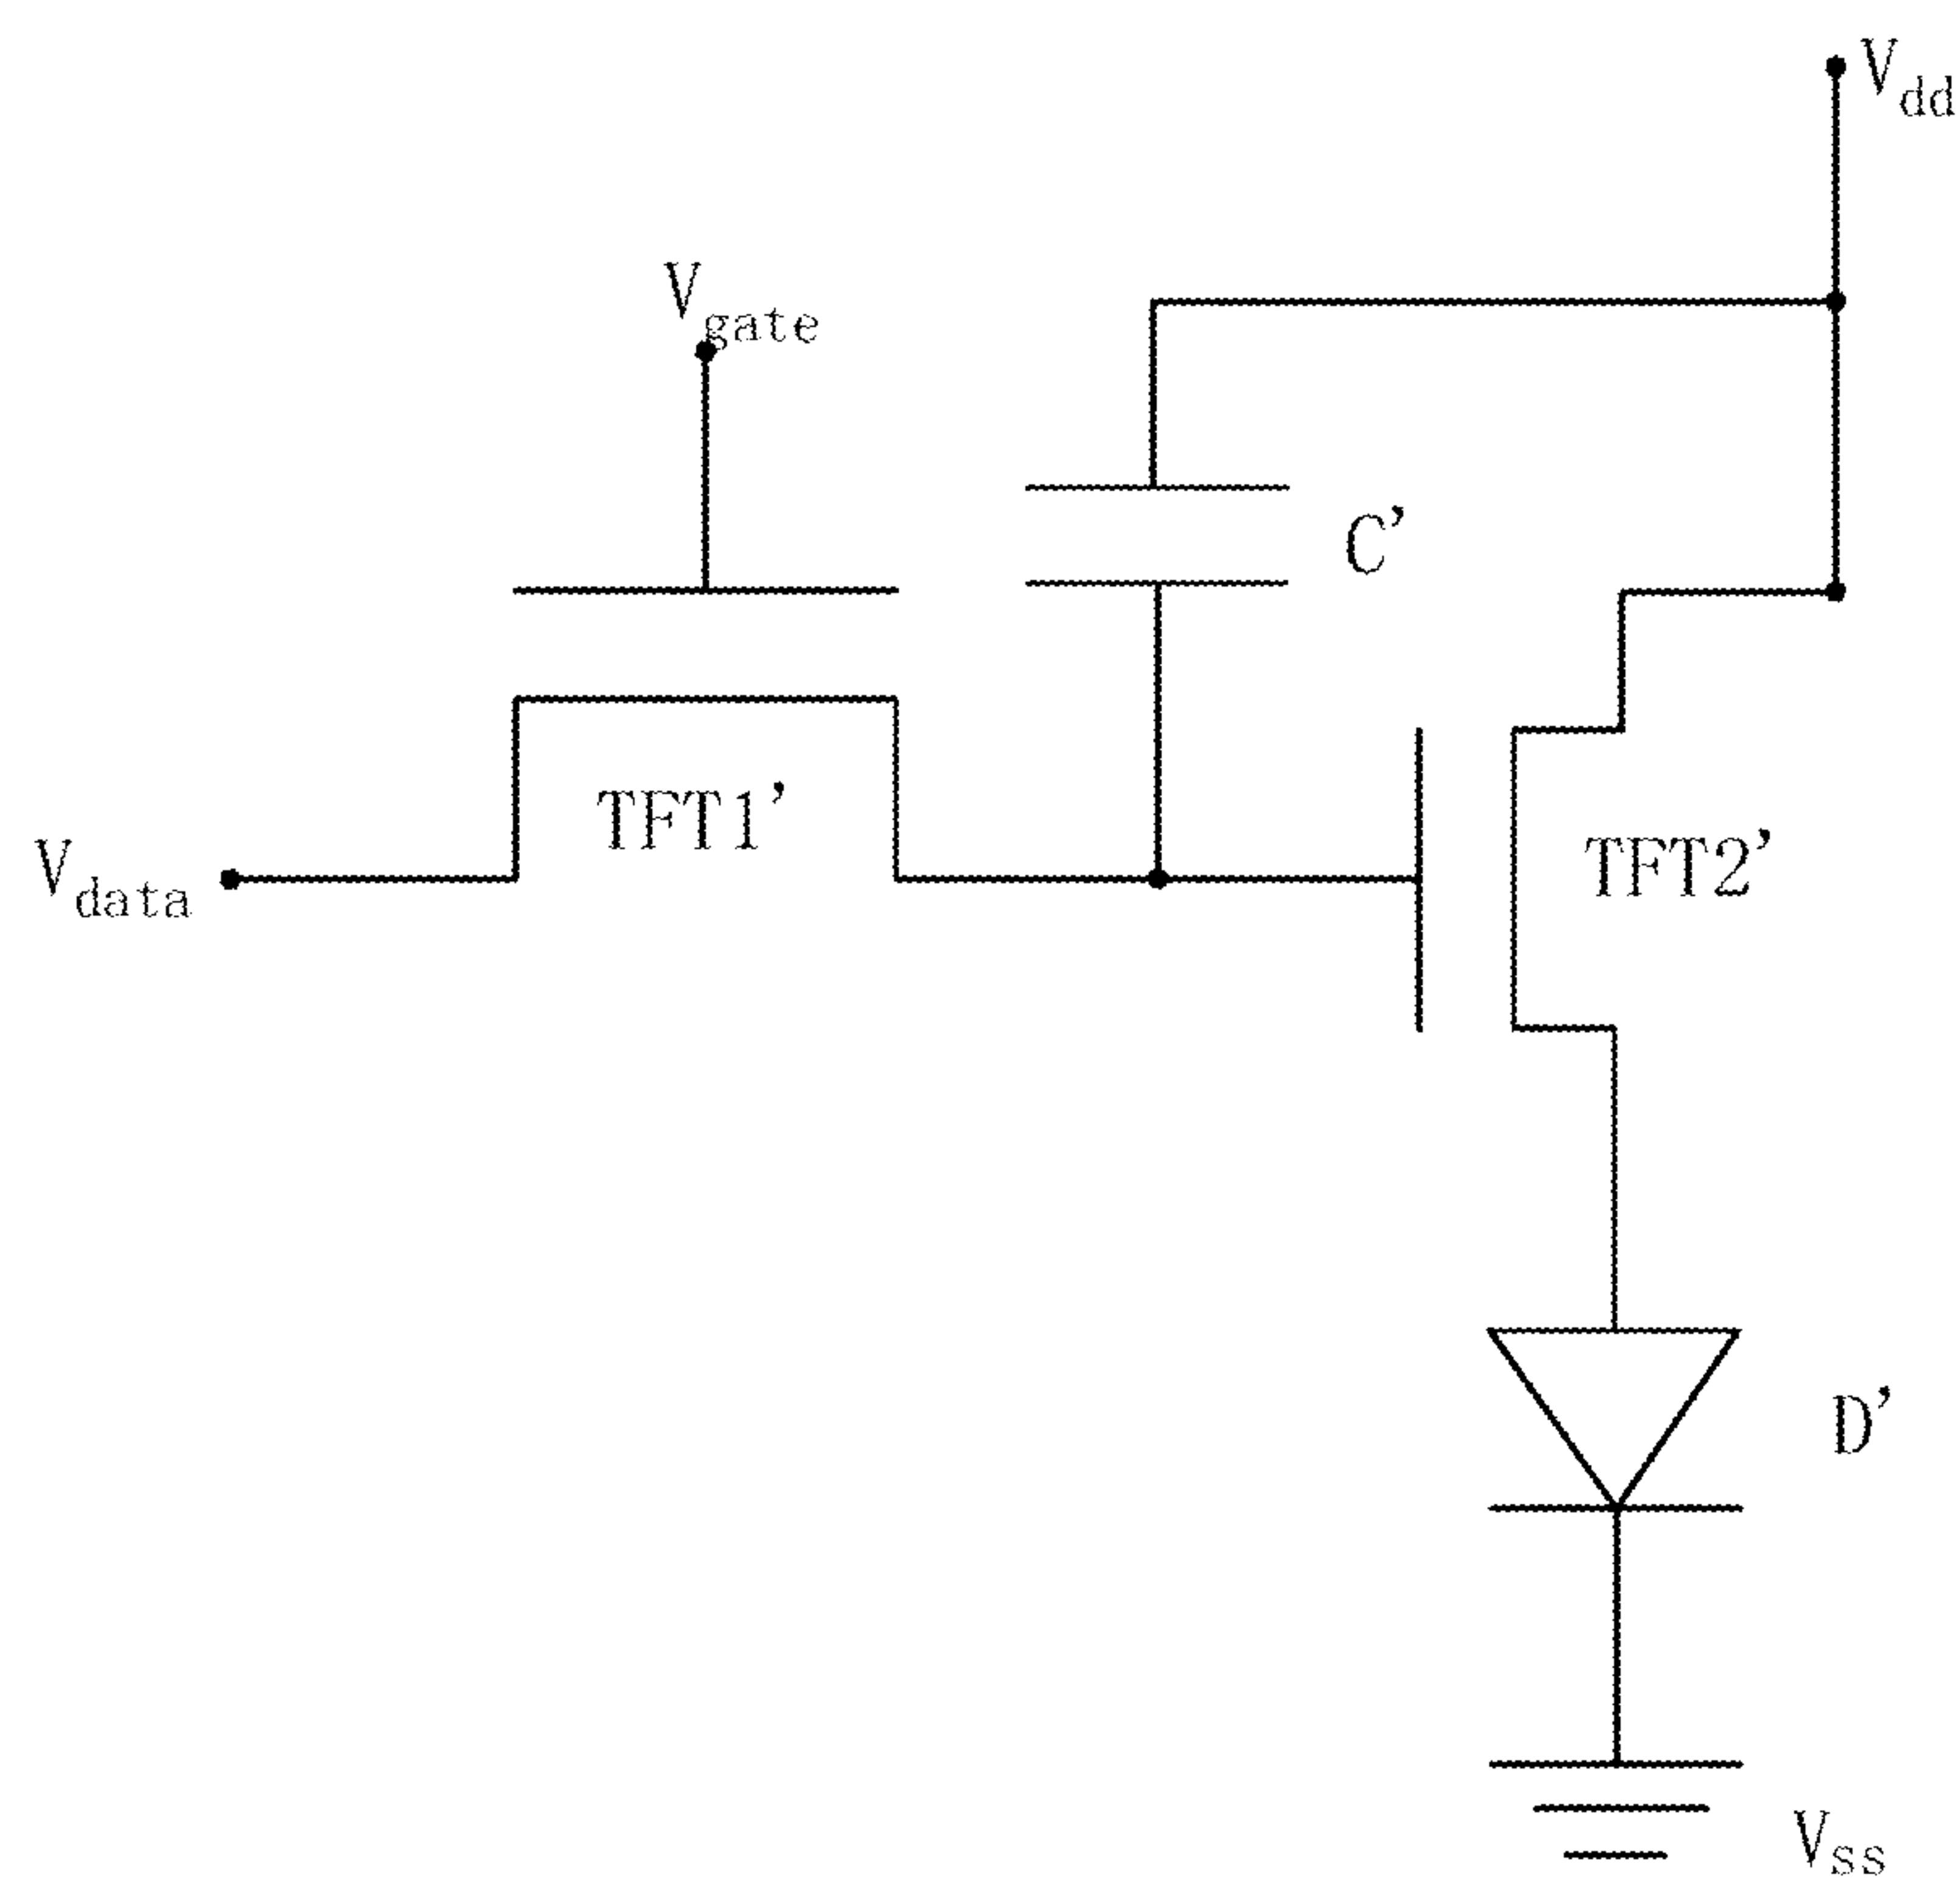 Vdd
Vgate
C'
TFT1'
TFT2'
Vdata
D'
Vss